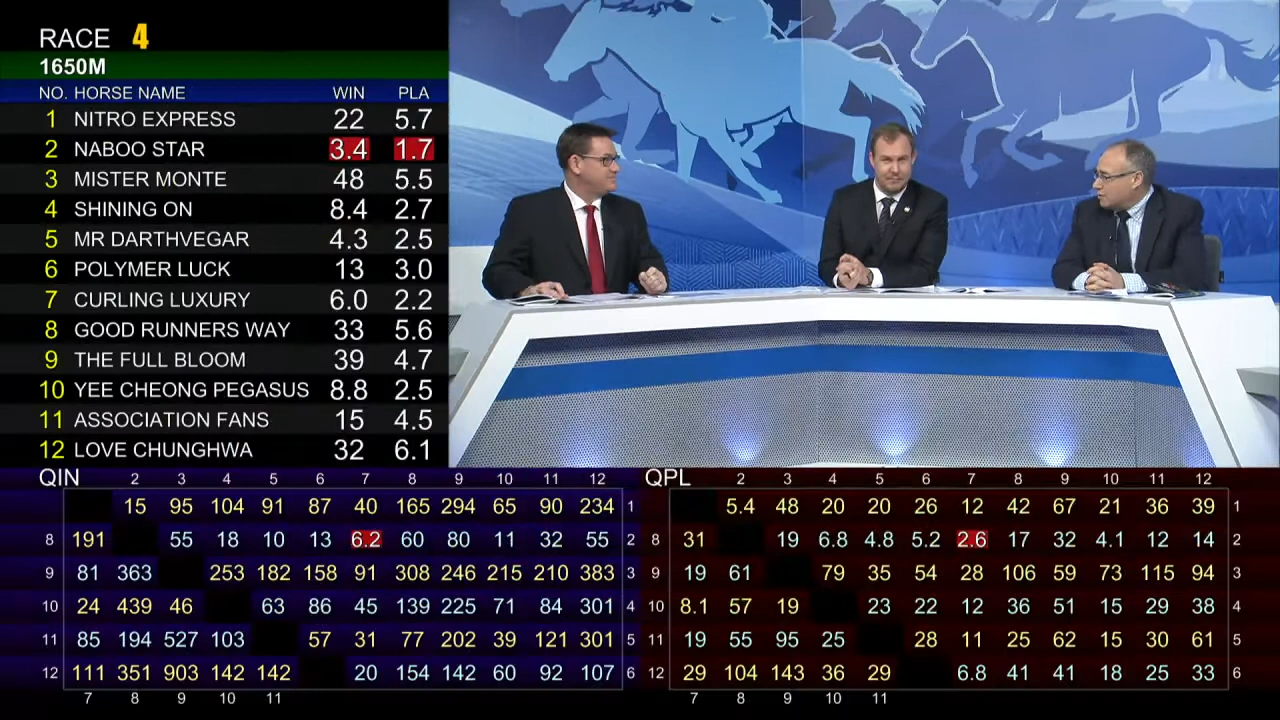 RACE 4
1650M
NO. HORSE NAME WIN PLA
1 NITRO EXPRESS 22 5.7
2 NABOO STAR 3.4 1.7
3 MISTER MONTE 48 5.5
4 SHINING ON 8.4 2.7
5 MR DARTHVEGAR 4.3 2.5
6 POLYMER LUCK 13 3.0
7 CURLING LUXURY 6.0 2.2
8 GOOD RUNNERS WAY 33 5.6
9 THE FULL BLOOM 39 4.7
10 YEE CHEONG PEGASUS 8.8 2.5
11 ASSOCIATION FANS 15 4.5
12 LOVE CHUNGHWA 32 6.1
QIN 2 3 4 5 6 7 8 9 10 11 12
15 95 104 91 87 40 165 294 65 90 234 1
8 191 55 18 10 13 6.2 60 80 11 32 55 2
9 81 363 253 182 158 91 308 246 215 210 383 3
10 24 439 46 63 86 45 139 225 71 84 301 4
11 85 194 527 103 57 31 77 202 39 121 301 5
12 111 351 903 142 142 20 154 142 60 92 107 6
7 8 9 10 11
QPL 2 3 4 5 6 7 8 9 10 11 12
5.4 48 20 20 26 12 42 67 21 36 39 1
8 31 19 6.8 4.8 5.2 2.6 17 32 4.1 12 14 2
9 19 61 79 35 54 28 106 59 73 115 94 3
10 8.1 57 19 23 22 12 36 51 15 29 38 4
11 19 55 95 25 28 11 25 62 15 30 61 5
12 29 104 143 36 29 6.8 41 41 18 25 33 6
7 8 9 10 11